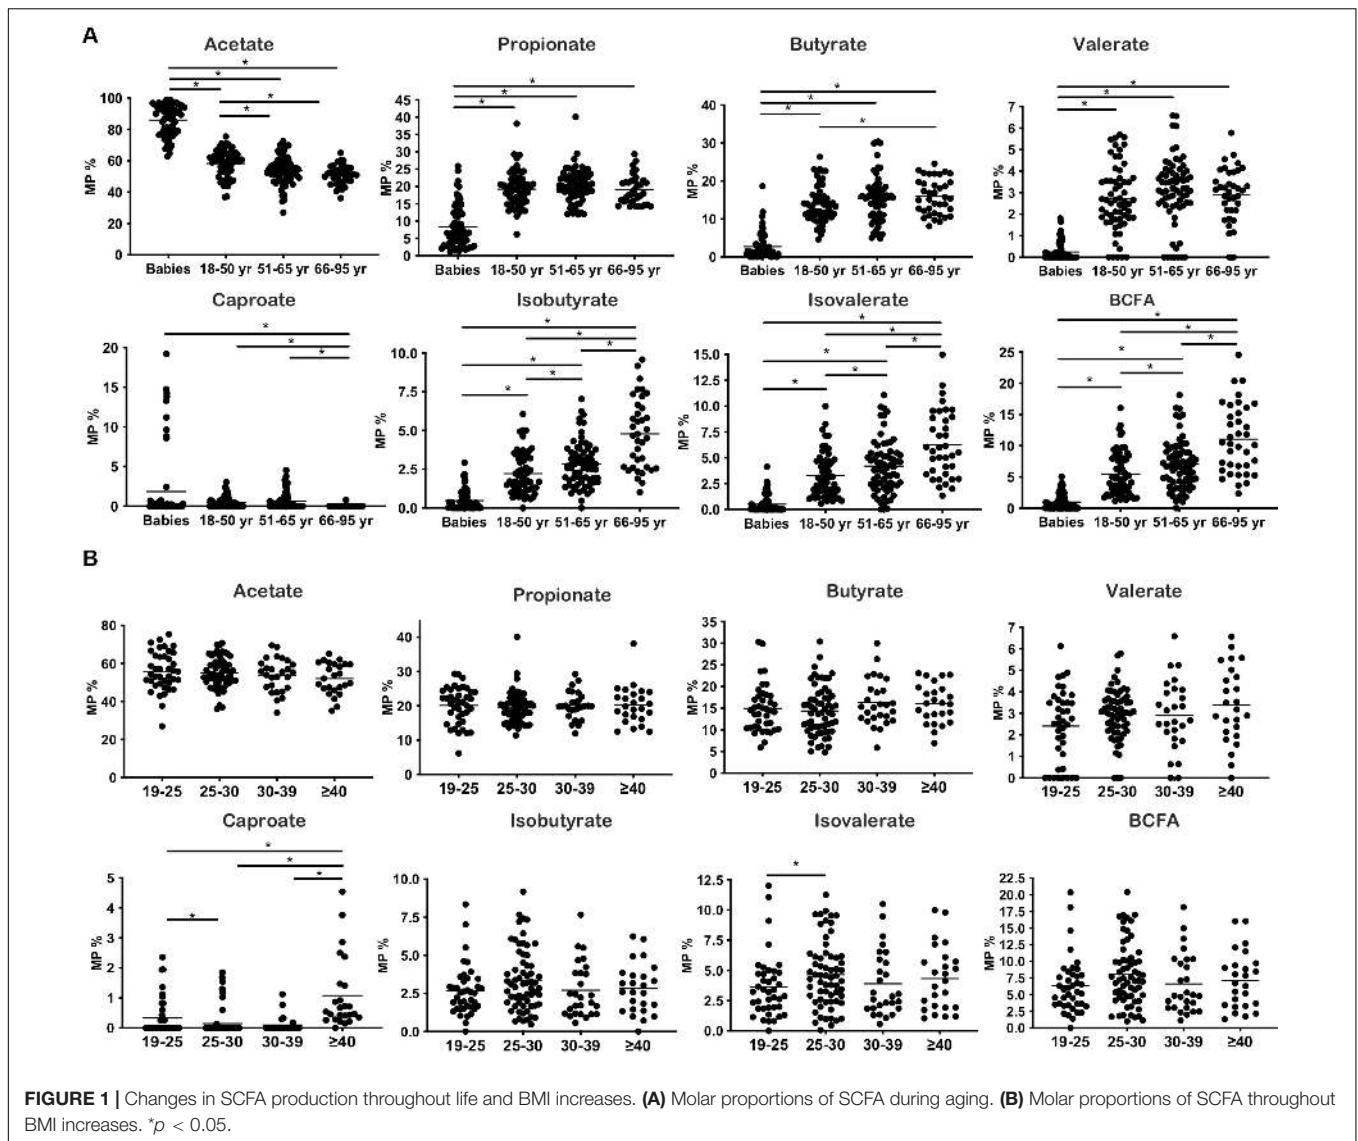 A
Acetate
Propionate
Butyrate
Valerate
* * * * *
* * *
* * * *
* * *
MP %
100
80
60
40
20
0
Babies 18-50 yr 51-65 yr 66-95 yr
MP %
45
40
35
30
25
20
15
10
5
0
Babies 18-50 yr 51-65 yr 66-95 yr
MP %
40
30
20
10
0
Babies 18-50 yr 51-65 yr 66-95 yr
MP %
7
6
5
4
3
2
1
0
Babies 18-50 yr 51-65 yr 66-95 yr
Caproate
Isobutyrate
Isovalerate
BCFA
* * *
* * * * * *
* * * * * *
* * * * * *
MP %
20
15
10
5
0
Babies 18-50 yr 51-65 yr 66-95 yr
MP %
10.0
7.5
5.0
2.5
0.0
Babies 18-50 yr 51-65 yr 66-95 yr
MP %
15.0
12.5
10.0
7.5
5.0
2.5
0.0
Babies 18-50 yr 51-65 yr 66-95 yr
MP %
25
20
15
10
5
0
Babies 18-50 yr 51-65 yr 66-95 yr
B
Acetate
Propionate
Butyrate
Valerate
MP %
80
60
40
20
0
19-25 25-30 30-39 ≥40
MP %
40
30
20
10
0
19-25 25-30 30-39 ≥40
MP %
35
30
25
20
15
10
5
0
19-25 25-30 30-39 ≥40
MP %
7
6
5
4
3
2
1
0
19-25 25-30 30-39 ≥40
Caproate
Isobutyrate
Isovalerate
BCFA
* * * *
*
MP %
5
4
3
2
1
0
19-25 25-30 30-39 ≥40
MP %
10.0
7.5
5.0
2.5
0.0
19-25 25-30 30-39 ≥40
MP %
12.5
10.0
7.5
5.0
2.5
0.0
19-25 25-30 30-39 ≥40
MP %
22.5
20.0
17.5
15.0
12.5
10.0
7.5
5.0
2.5
0.0
19-25 25-30 30-39 ≥40
FIGURE 1 | Changes in SCFA production throughout life and BMI increases. (A) Molar proportions of SCFA during aging. (B) Molar proportions of SCFA throughout
BMI increases. *p < 0.05.